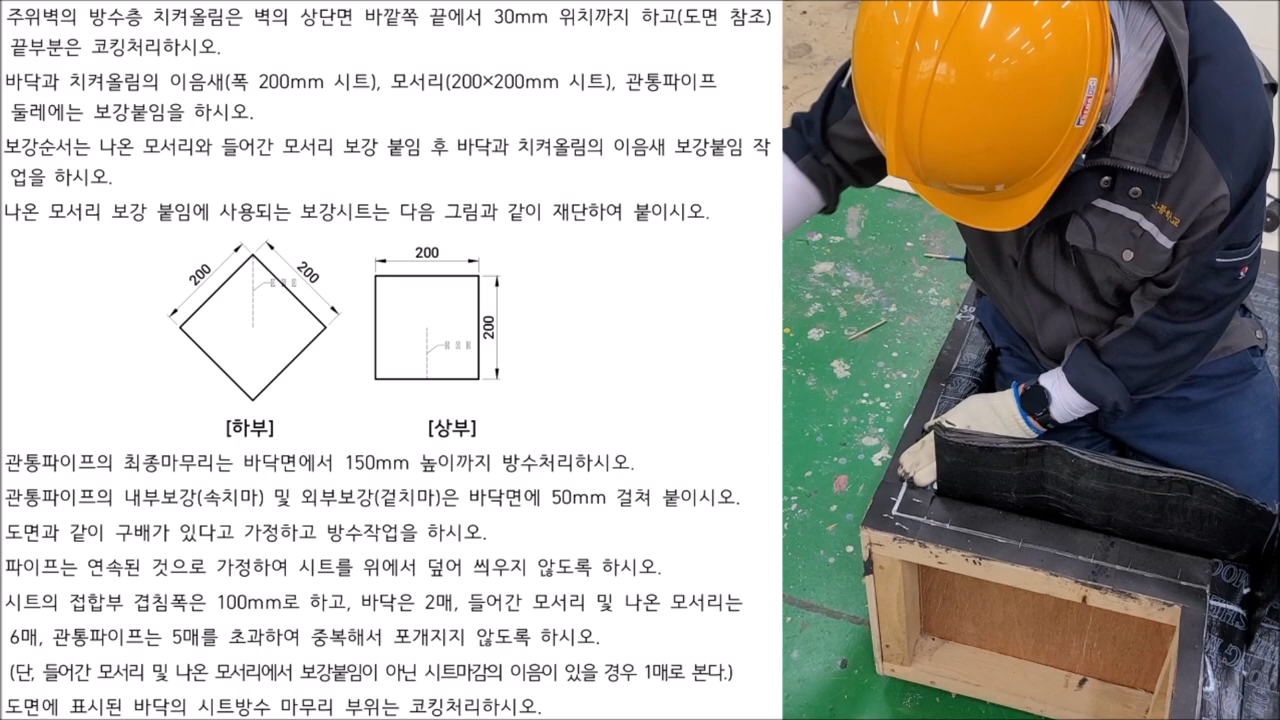 주위벽의 방수층 치켜올림은 벽의 상단면 바깥쪽 끝에서 30mm 위치까지 하고(도면 참조)
끝부분은 코킹처리하시오.
바닥과 치켜올림의 이음새(폭 200mm 시트), 모서리(200×200mm 시트), 관통파이프
둘레에는 보강붙임을 하시오.
보강순서는 나온 모서리와 들어간 모서리 보강 붙임 후 바닥과 치켜올림의 이음새 보강붙임 작
업을 하시오.
나온 모서리 보강 붙임에 사용되는 보강시트는 다음 그림과 같이 재단하여 붙이시오.
200 200
200
200
[하부] [상부]
관통파이프의 최종마무리는 바닥면에서 150mm 높이까지 방수처리하시오.
관통파이프의 내부보강(속치마) 및 외부보강(겉치마)은 바닥면에 50mm 걸쳐 붙이시오.
도면과 같이 구배가 있다고 가정하고 방수작업을 하시오.
파이프는 연속된 것으로 가정하여 시트를 위에서 덮어 씌우지 않도록 하시오.
시트의 접합부 겹침폭은 100mm로 하고, 바닥은 2매, 들어간 모서리 및 나온 모서리는
6매, 관통파이프는 5매를 초과하여 중복해서 포개지지 않도록 하시오.
(단, 들어간 모서리 및 나온 모서리에서 보강붙임이 아닌 시트마감의 이음이 있을 경우 1매로 본다.)
도면에 표시된 바닥의 시트방수 마무리 부위는 코킹처리하시오.